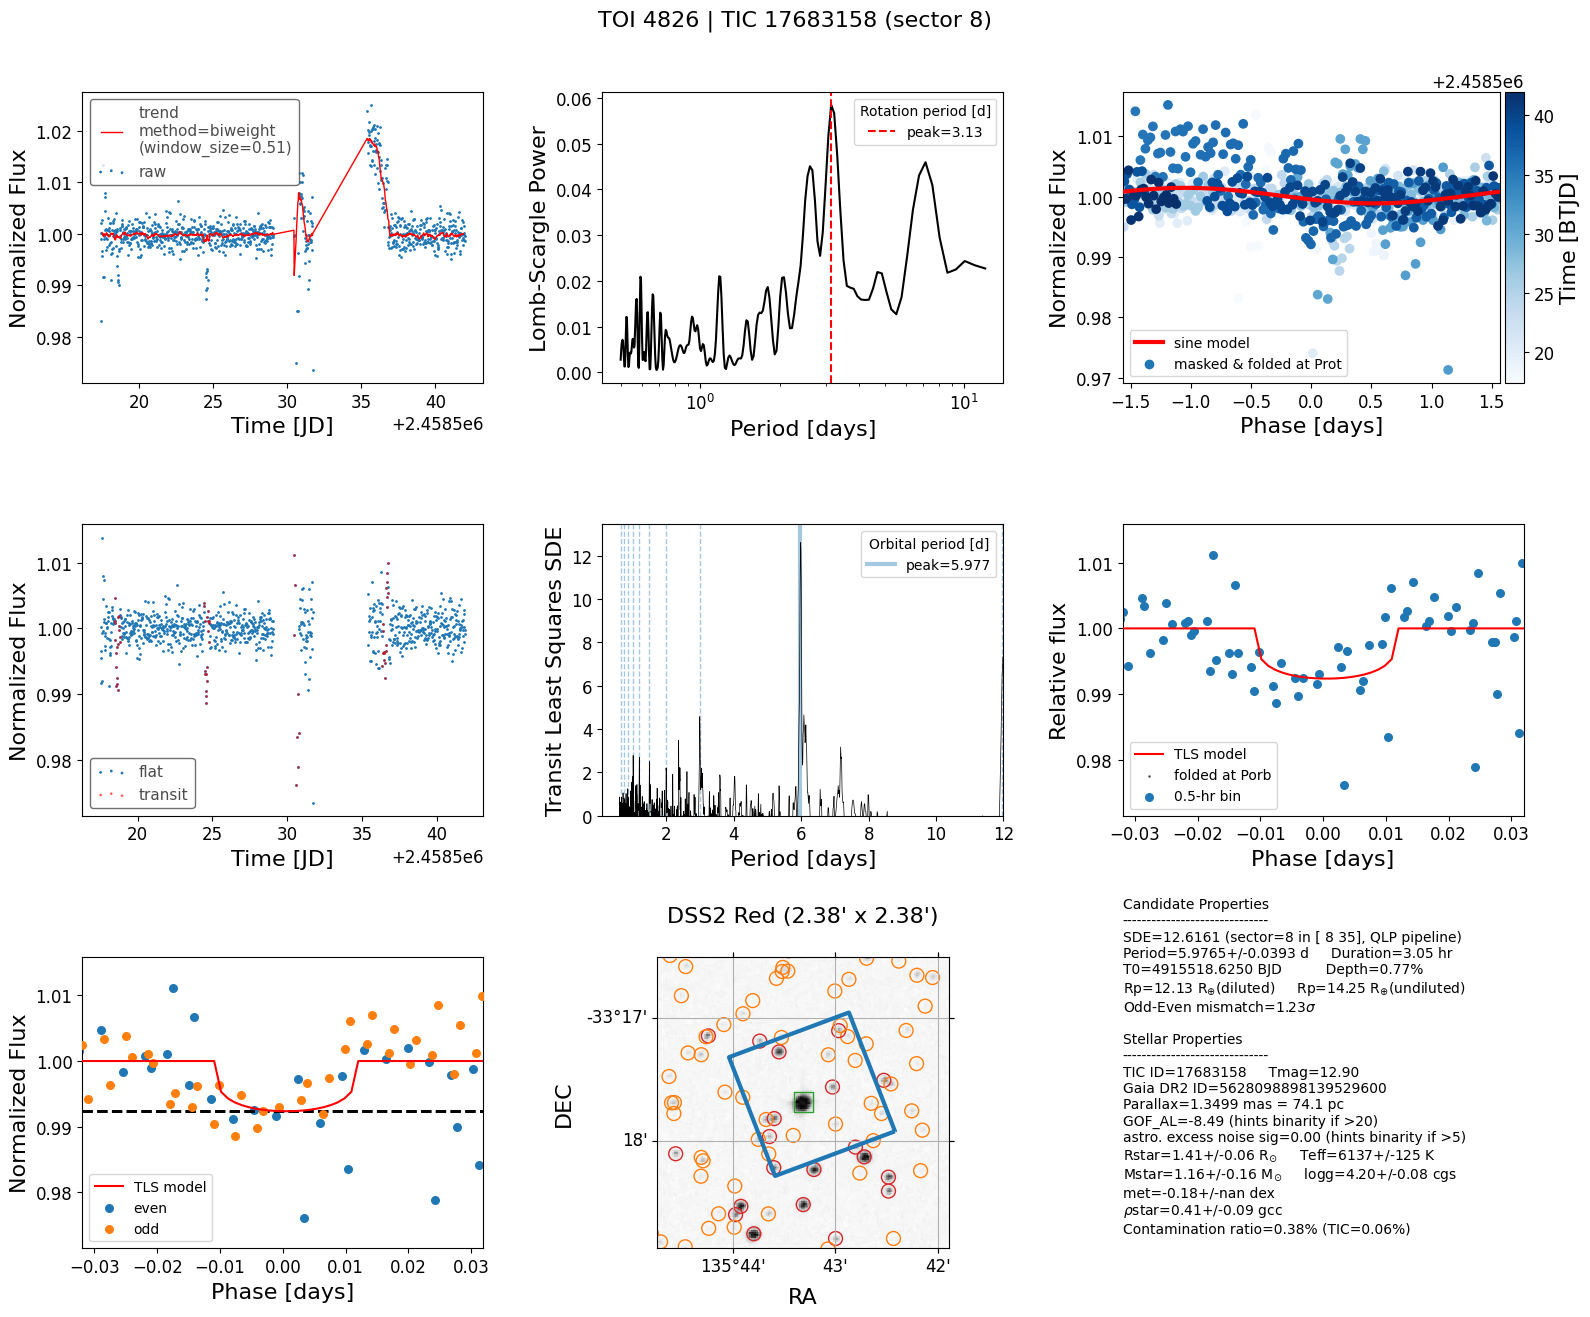 TOI 4826 | TIC 17683158 (sector 8)
Normalized Flux
1.02
1.01
1.00
0.99
0.98
trend
method=biweight
(window_size=0.51)
raw
20
25
30
35
40
Time [JD]
+2.4585e6
Lomb-Scargle Power
0.06
0.05
0.04
0.03
0.02
0.01
0.00
Rotation period [d]
peak=3.13
10⁰
10¹
Period [days]
+2.4585e6
Normalized Flux
1.01
1.00
0.99
0.98
0.97
sine model
masked & folded at Prot
−1.5
−1.0
−0.5
0.0
0.5
1.0
1.5
Phase [days]
40
35
30
25
20
Time [BTJD]
Normalized Flux
1.01
1.00
0.99
0.98
flat
transit
20
25
30
35
40
Time [JD]
+2.4585e6
Transit Least Squares SDE
12
10
8
6
4
2
0
Orbital period [d]
peak=5.977
2
4
6
8
10
12
Period [days]
Relative flux
1.01
1.00
0.99
0.98
TLS model
folded at Porb
0.5-hr bin
−0.03
−0.02
−0.01
0.00
0.01
0.02
0.03
Phase [days]
Normalized Flux
1.01
1.00
0.99
0.98
TLS model
even
odd
−0.03
−0.02
−0.01
0.00
0.01
0.02
0.03
Phase [days]
DSS2 Red (2.38' x 2.38')
DEC
-33°17'
18'
135°44'
43'
42'
RA
Candidate Properties
------------------------------
SDE=12.6161 (sector=8 in [ 8 35], QLP pipeline)
Period=5.9765+/-0.0393 d     Duration=3.05 hr
T0=4915518.6250 BJD     Depth=0.77%
Rp=12.13 R⊕(diluted)     Rp=14.25 R⊕(undiluted)
Odd-Even mismatch=1.23σ
Stellar Properties
------------------------------
TIC ID=17683158     Tmag=12.90
Gaia DR2 ID=5628098898139529600
Parallax=1.3499 mas = 74.1 pc
GOF_AL=-8.49 (hints binarity if >20)
astro. excess noise sig=0.00 (hints binarity if >5)
Rstar=1.41+/-0.06 R⊙     Teff=6137+/-125 K
Mstar=1.16+/-0.16 M⊙     logg=4.20+/-0.08 cgs
met=-0.18+/-nan dex
ρstar=0.41+/-0.09 gcc
Contamination ratio=0.38% (TIC=0.06%)